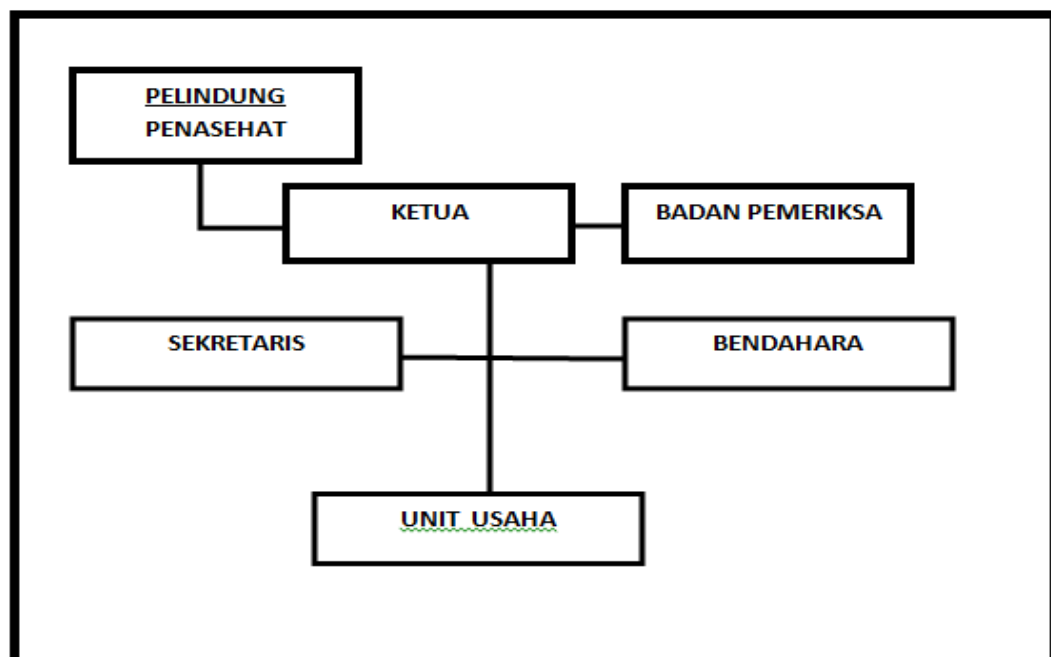 PELINDUNG
PENASEHAT
KETUA
BADAN PEMERIKSA
SEKRETARIS
BENDAHARA
UNIT USAHA